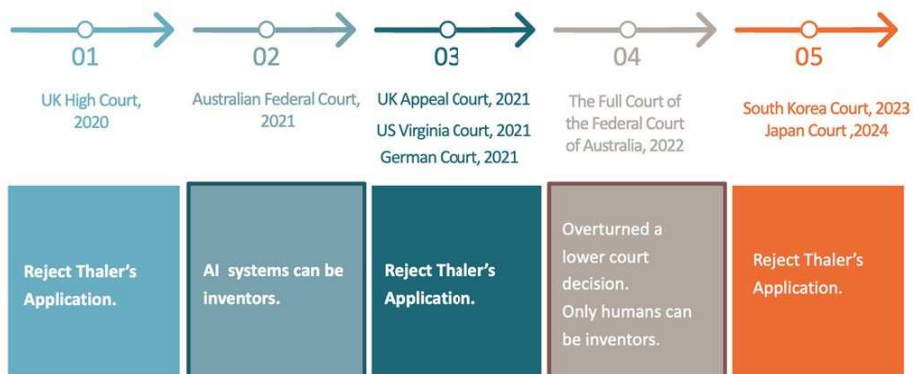 01
UK High Court,
2020
02
Australian Federal Court,
2021
03
UK Appeal Court, 2021
US Virginia Court, 2021
German Court, 2021
04
The Full Court of
the Federal Court
of Australia, 2022
05
South Korea Court, 2023
Japan Court ,2024
Reject Thaler's
Application.
AI systems can be
inventors.
Reject Thaler's
Application.
Overturned a
lower court
decision.
Only humans can
be inventors.
Reject Thaler's
Application.